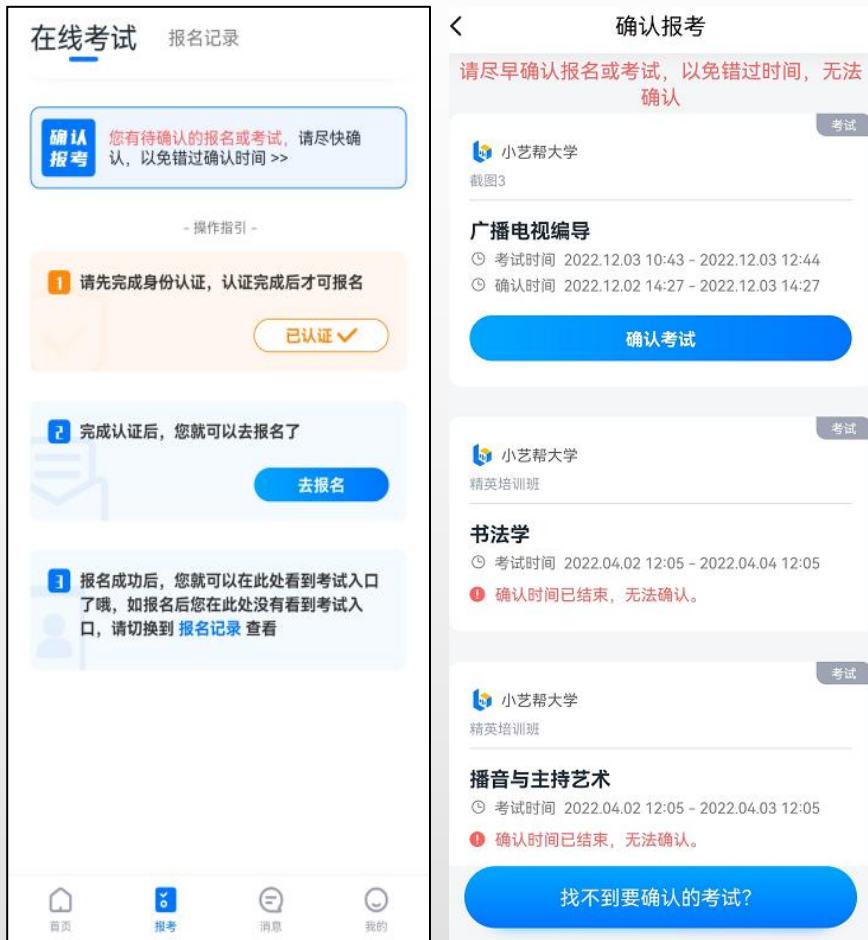 在线考试
报名记录
确认
报考
您有待确认的报名或考试，请尽快确
认，以免错过确认时间 >>
- 操作指引 -
1 请先完成身份认证，认证完成后才可报名
已认证
2 完成认证后，您就可以去报名了
去报名
3 报名成功后，您就可以在此处看到考试入口
了哦，如报名后您在此处没有看到考试入
口，请切换到 报名记录 查看
首页
报考
消息
我的
确认报考
请尽早确认报名或考试，以免错过时间，无法
确认
考试
小艺帮大学
截图3
广播电视编导
考试时间 2022.12.03 10:43 - 2022.12.03 12:44
确认时间 2022.12.02 14:27 - 2022.12.03 14:27
确认考试
考试
小艺帮大学
精英培训班
书法学
考试时间 2022.04.02 12:05 - 2022.04.04 12:05
确认时间已结束，无法确认。
考试
小艺帮大学
精英培训班
播音与主持艺术
考试时间 2022.04.02 12:05 - 2022.04.03 12:05
确认时间已结束，无法确认。
找不到要确认的考试？